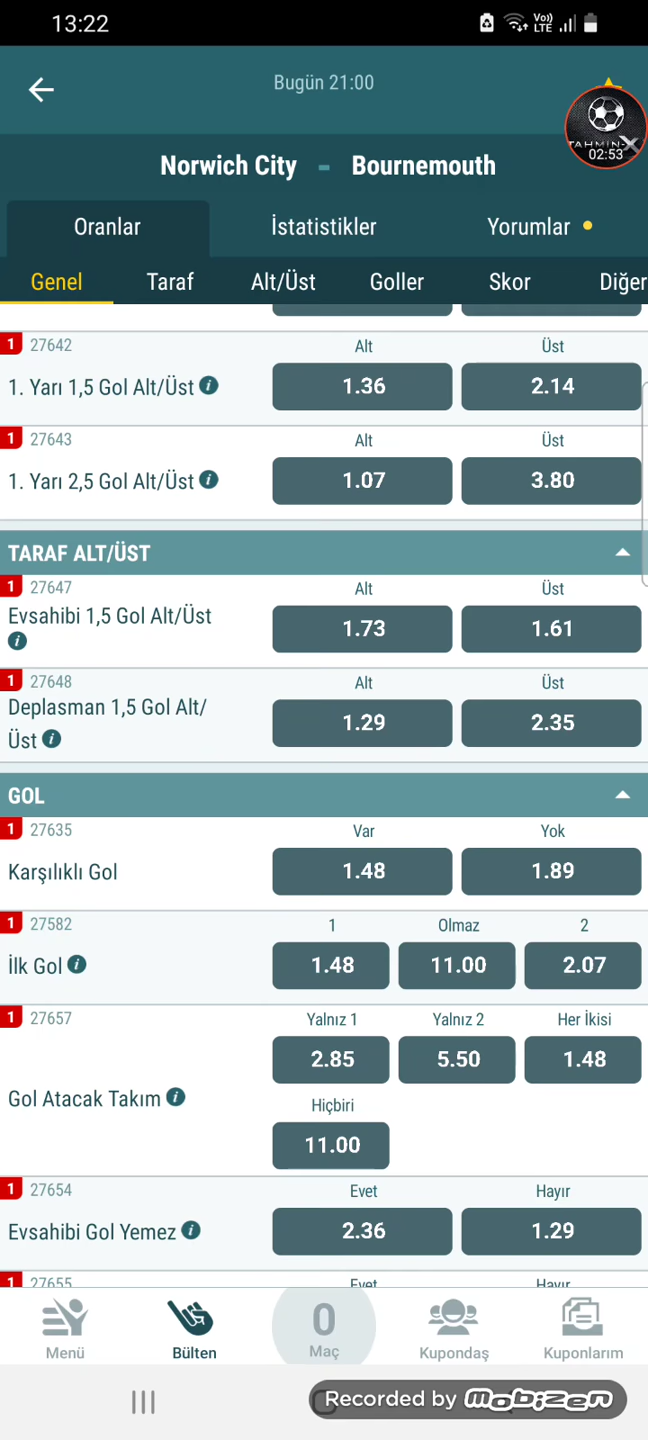 13:22
Vo)) LTE
Bugün 21:00
TAHMİN-X
02:53
Norwich City - Bournemouth
Oranlar İstatistikler Yorumlar
Genel Taraf Alt/Üst Goller Skor Diğer
1 27642 Alt Üst
1. Yarı 1,5 Gol Alt/Üst i 1.36 2.14
1 27643 Alt Üst
1. Yarı 2,5 Gol Alt/Üst i 1.07 3.80
TARAF ALT/ÜST
1 27647 Alt Üst
Evsahibi 1,5 Gol Alt/Üst 1.73 1.61
i
1 27648 Alt Üst
Deplasman 1,5 Gol Alt/
Üst i 1.29 2.35
GOL
1 27635 Var Yok
Karşılıklı Gol 1.48 1.89
1 27582 1 Olmaz 2
İlk Gol i 1.48 11.00 2.07
1 27657 Yalnız 1 Yalnız 2 Her İkisi
2.85 5.50 1.48
Gol Atacak Takım i Hiçbiri
11.00
1 27654 Evet Hayır
Evsahibi Gol Yemez i 2.36 1.29
1 27655 Evet Hayır
Menü Bülten 0 Maç Kupondaş Kuponlarım
Recorded by mobizen